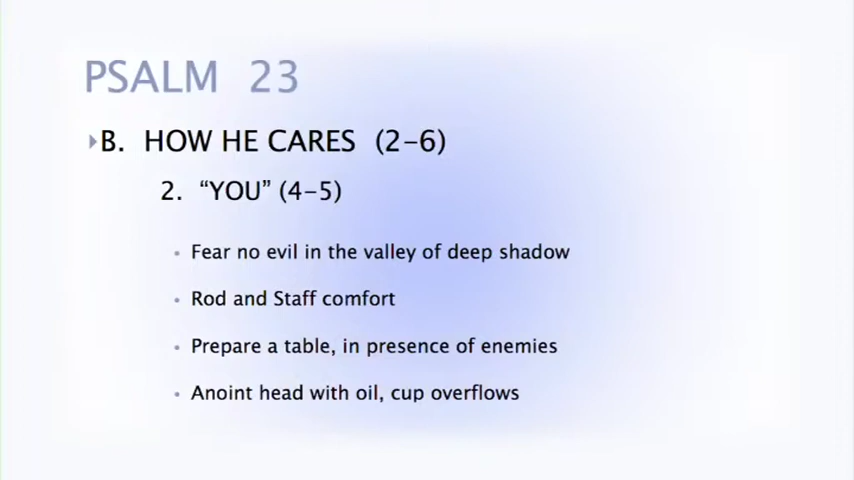 PSALM 23
B. HOW HE CARES (2-6)
2. “YOU” (4-5)
Fear no evil in the valley of deep shadow
Rod and Staff comfort
Prepare a table, in presence of enemies
Anoint head with oil, cup overflows